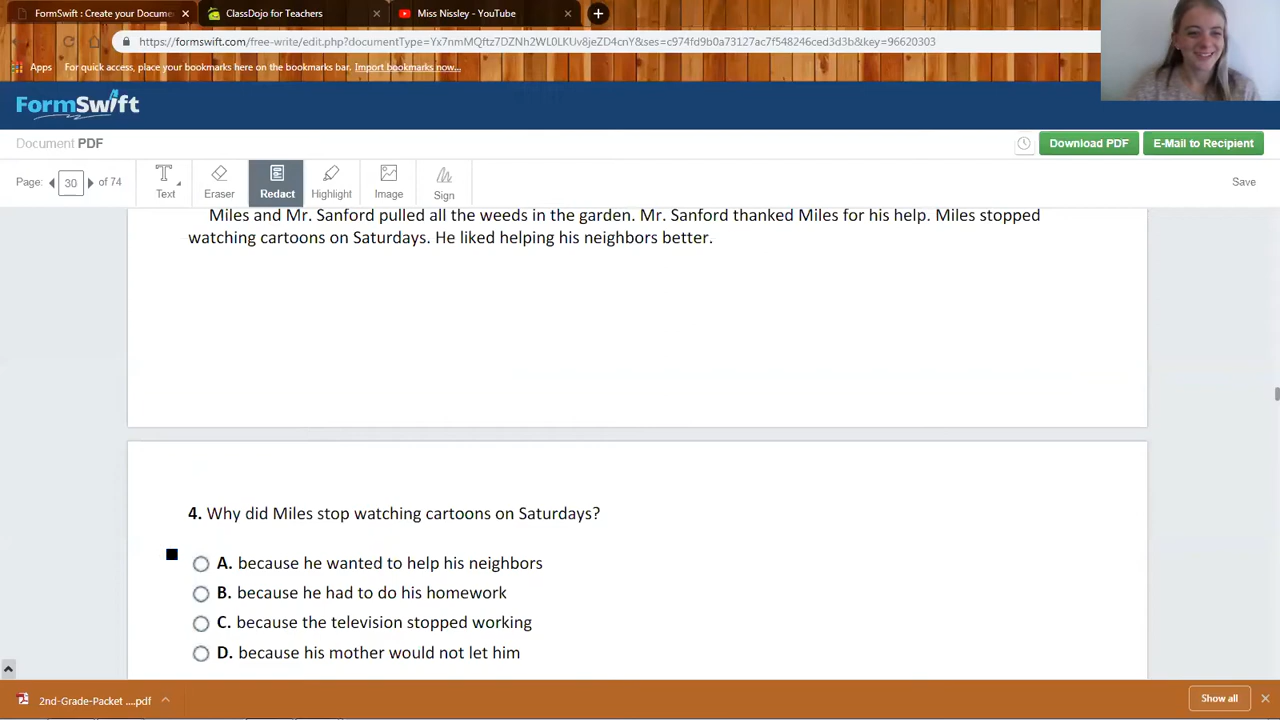 FormSwift : Create your Docume
ClassDojo for Teachers
Miss Nissley - YouTube
https://formswift.com/free-write/edit.php?documentType=Yx7nmMQftz7DZNh2WL0LKUv8jeZD4cnY&ses=c974fd9b0a73127ac7f548246ced3d3b&key=96620303
Apps For quick access, place your bookmarks here on the bookmarks bar. Import bookmarks now...
FormSwift
Document PDF
Download PDF
E-Mail to Recipient
Page: 30 of 74
Text
Eraser
Redact
Highlight
Image
Sign
Save
Miles and Mr. Sanford pulled all the weeds in the garden. Mr. Sanford thanked Miles for his help. Miles stopped
watching cartoons on Saturdays. He liked helping his neighbors better.
4. Why did Miles stop watching cartoons on Saturdays?
A. because he wanted to help his neighbors
B. because he had to do his homework
C. because the television stopped working
D. because his mother would not let him
2nd-Grade-Packet ....pdf
Show all